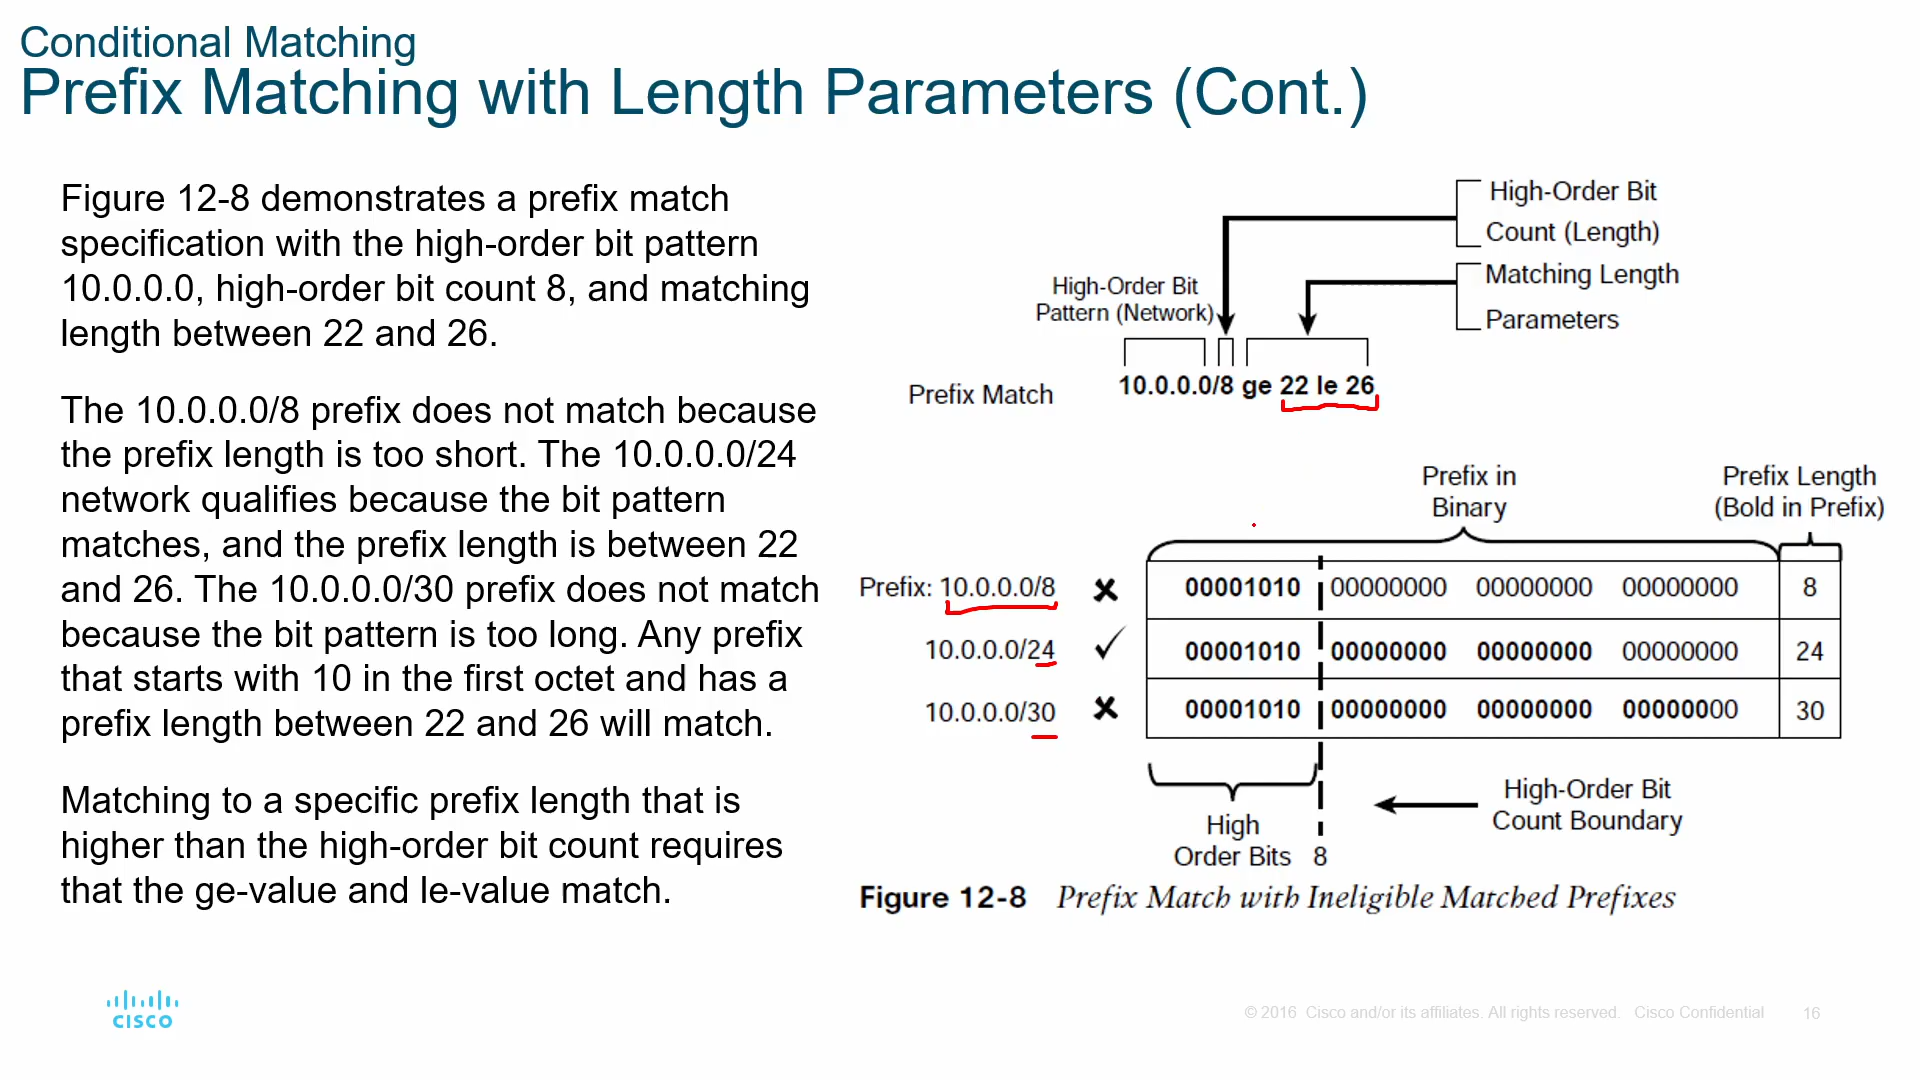 Conditional Matching
Prefix Matching with Length Parameters (Cont.)
Figure 12-8 demonstrates a prefix match
specification with the high-order bit pattern
10.0.0.0, high-order bit count 8, and matching
length between 22 and 26.
The 10.0.0.0/8 prefix does not match because
the prefix length is too short. The 10.0.0.0/24
network qualifies because the bit pattern
matches, and the prefix length is between 22
and 26. The 10.0.0.0/30 prefix does not match
because the bit pattern is too long. Any prefix
that starts with 10 in the first octet and has a
prefix length between 22 and 26 will match.
Matching to a specific prefix length that is
higher than the high-order bit count requires
that the ge-value and le-value match.
High-Order Bit
Count (Length)
Matching Length
Parameters
High-Order Bit
Pattern (Network)
Prefix Match 10.0.0.0/8 ge 22 le 26
Prefix in
Binary
Prefix Length
(Bold in Prefix)
Prefix: 10.0.0.0/8 00001010 00000000 00000000 00000000 8
10.0.0.0/24 00001010 00000000 00000000 00000000 24
10.0.0.0/30 00001010 00000000 00000000 00000000 30
High
Order Bits 8
High-Order Bit
Count Boundary
Figure 12-8 Prefix Match with Ineligible Matched Prefixes
CISCO
© 2016 Cisco and/or its affiliates. All rights reserved. Cisco Confidential 16